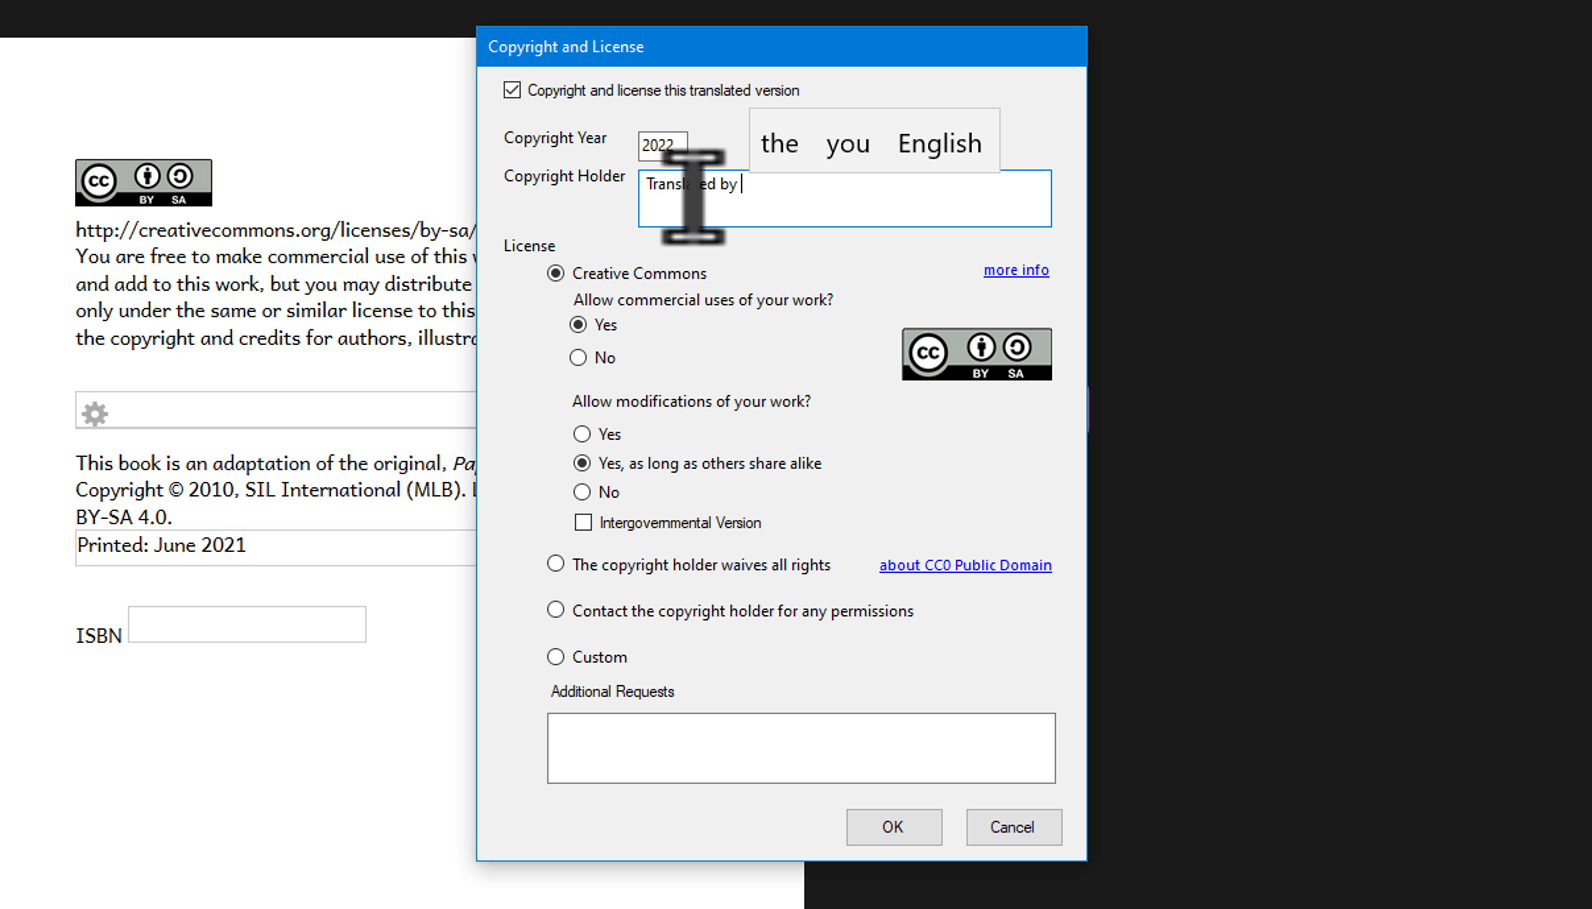 Copyright and License
Copyright and license this translated version
Copyright Year
2022
the you English
Copyright Holder
Translated by
License
Creative Commons
more info
Allow commercial uses of your work?
Yes
No
cc BY SA
Allow modifications of your work?
Yes
Yes, as long as others share alike
No
Intergovernmental Version
The copyright holder waives all rights
about CC0 Public Domain
Contact the copyright holder for any permissions
Custom
Additional Requests
OK
Cancel
cc BY SA
http://creativecommons.org/licenses/by-sa/
You are free to make commercial use of this
and add to this work, but you may distribute
only under the same or similar license to this
the copyright and credits for authors,
This book is an adaptation of the original,
Copyright © 2010, SIL International (MLB).
BY-SA 4.0.
Printed: June 2021
ISBN